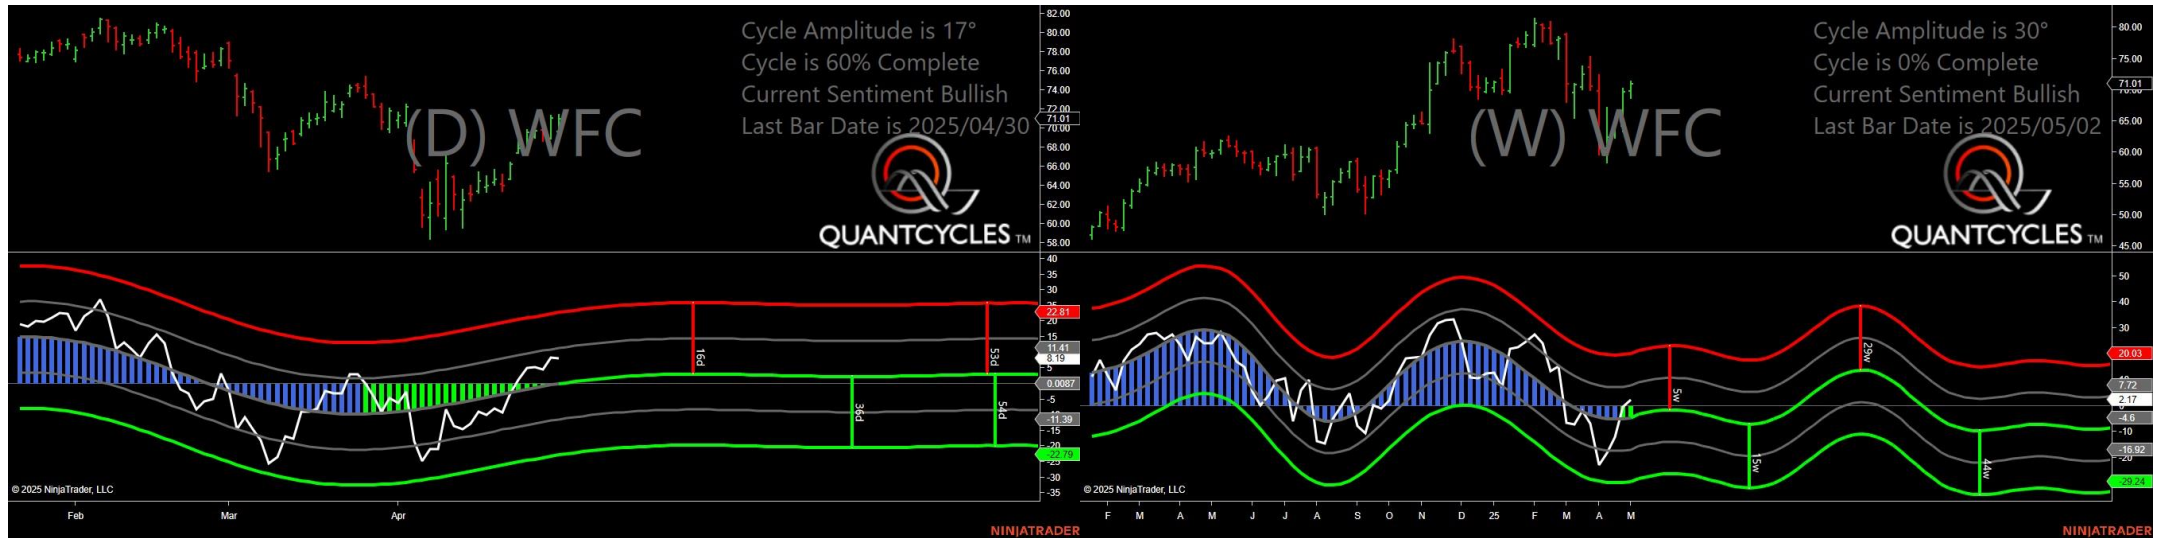 Cycle Amplitude is 17°
Cycle is 60% Complete
Current Sentiment Bullish
Last Bar Date is 2025/04/30
(D) WFC
QUANTCYCLES TM
82.00
80.00
78.00
76.00
74.00
72.00
71.01
70.00
68.00
66.00
64.00
62.00
60.00
58.00
40
35
30
25
22.81
20
15
11.41
8.19
5
0.0087
-5
-10
-11.39
-15
-20
-22.79
-25
-30
-35
16d
53d
36d
54d
© 2025 NinjaTrader, LLC
Feb Mar Apr
NINJATRADER
Cycle Amplitude is 30°
Cycle is 0% Complete
Current Sentiment Bullish
Last Bar Date is 2025/05/02
(W) WFC
QUANTCYCLES TM
80.00
75.00
71.01
70.00
65.00
60.00
55.00
50.00
45.00
50
40
30
20.03
7.72
2.17
-4.6
-10
-16.92
-20
-29.24
5w
29w
15w
44w
© 2025 NinjaTrader, LLC
F M A M J J A S O N D 25 F M A M
NINJATRADER